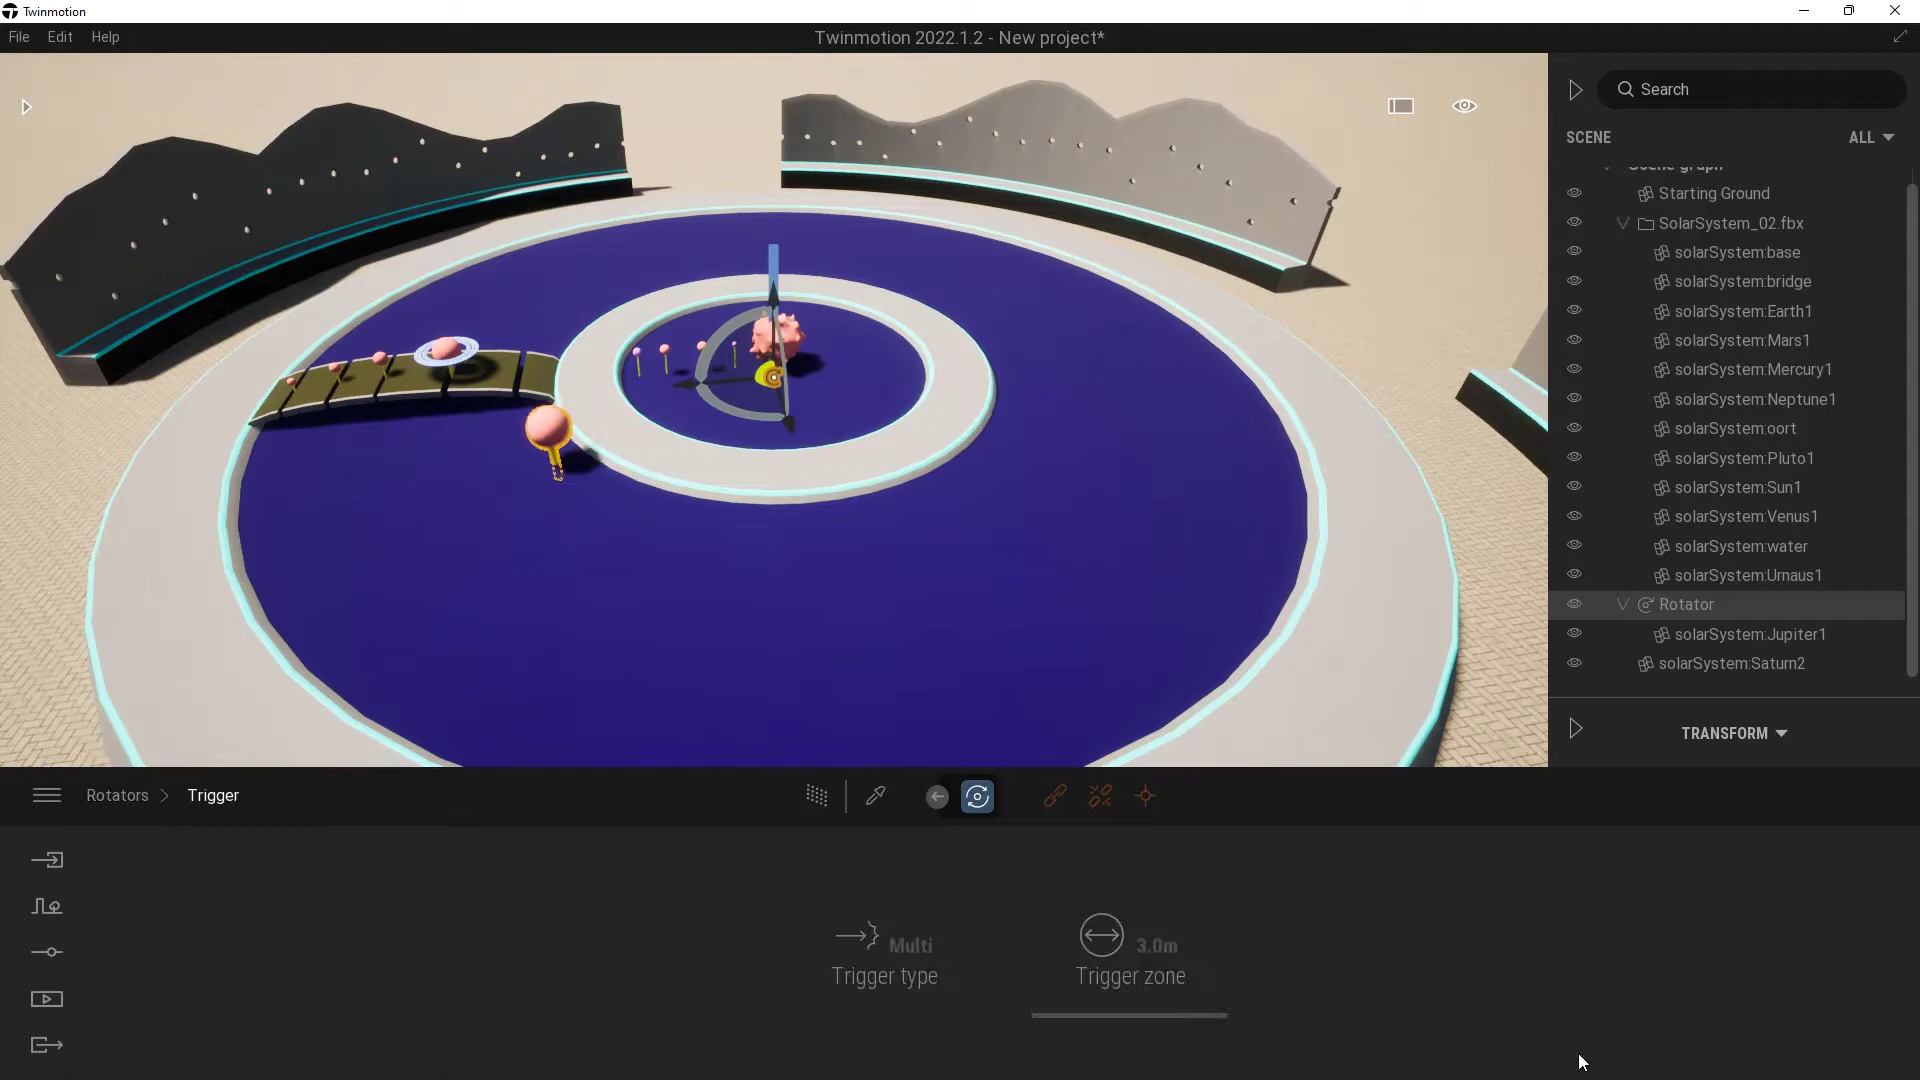 Twinmotion
File Edit Help
Twinmotion 2022.1.2 - New project*
Search
SCENE
ALL
Scene graph
Starting Ground
SolarSystem_02.fbx
solarSystem:base
solarSystem:bridge
solarSystem:Earth1
solarSystem:Mars1
solarSystem:Mercury1
solarSystem:Neptune1
solarSystem:oort
solarSystem:Pluto1
solarSystem:Sun1
solarSystem:Venus1
solarSystem:water
solarSystem:Urnaus1
Rotator
solarSystem:Jupiter1
solarSystem:Saturn2
TRANSFORM
Rotators > Trigger
Multi
Trigger type
3.0m
Trigger zone